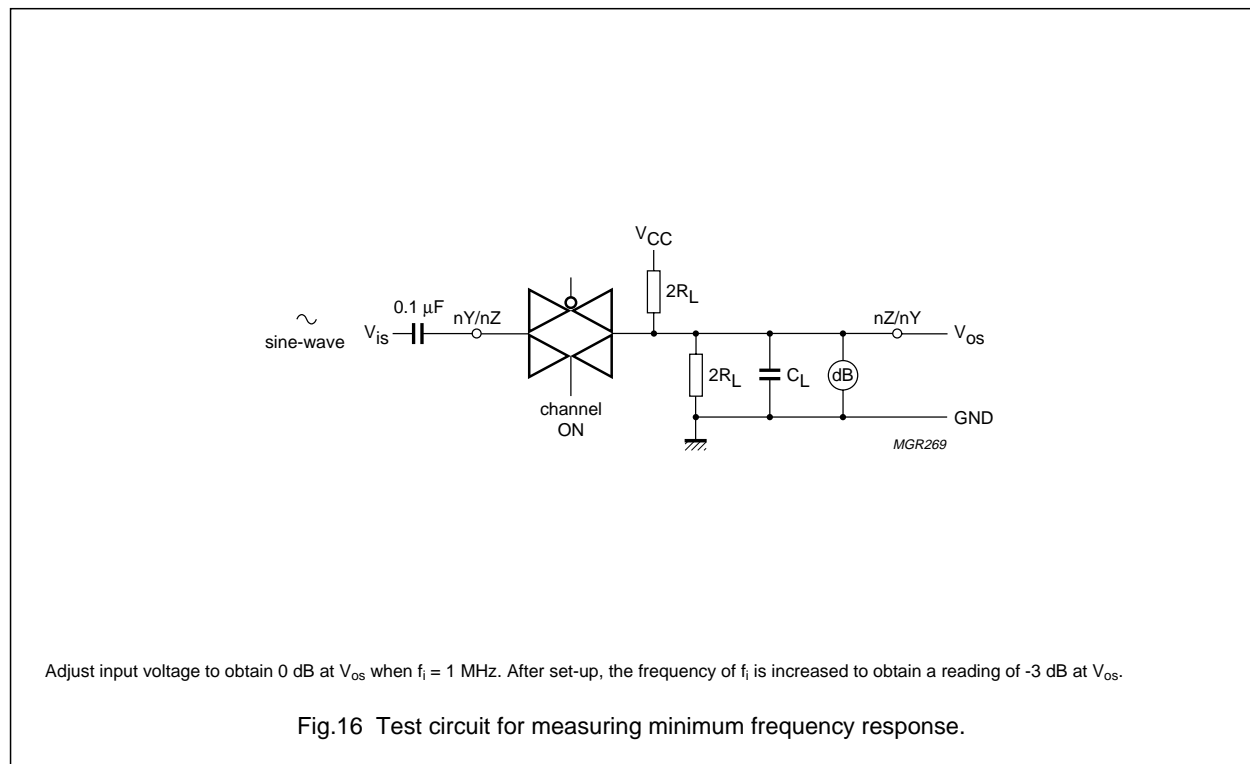 V_CC
2R_L
0.1 μF
nY/nZ
nZ/nY
V_is
V_os
sine-wave
2R_L
C_L
dB
channel
ON
GND
MGR269
Adjust input voltage to obtain 0 dB at V_os when f_i = 1 MHz. After set-up, the frequency of f_i is increased to obtain a reading of -3 dB at V_os.
Fig.16 Test circuit for measuring minimum frequency response.